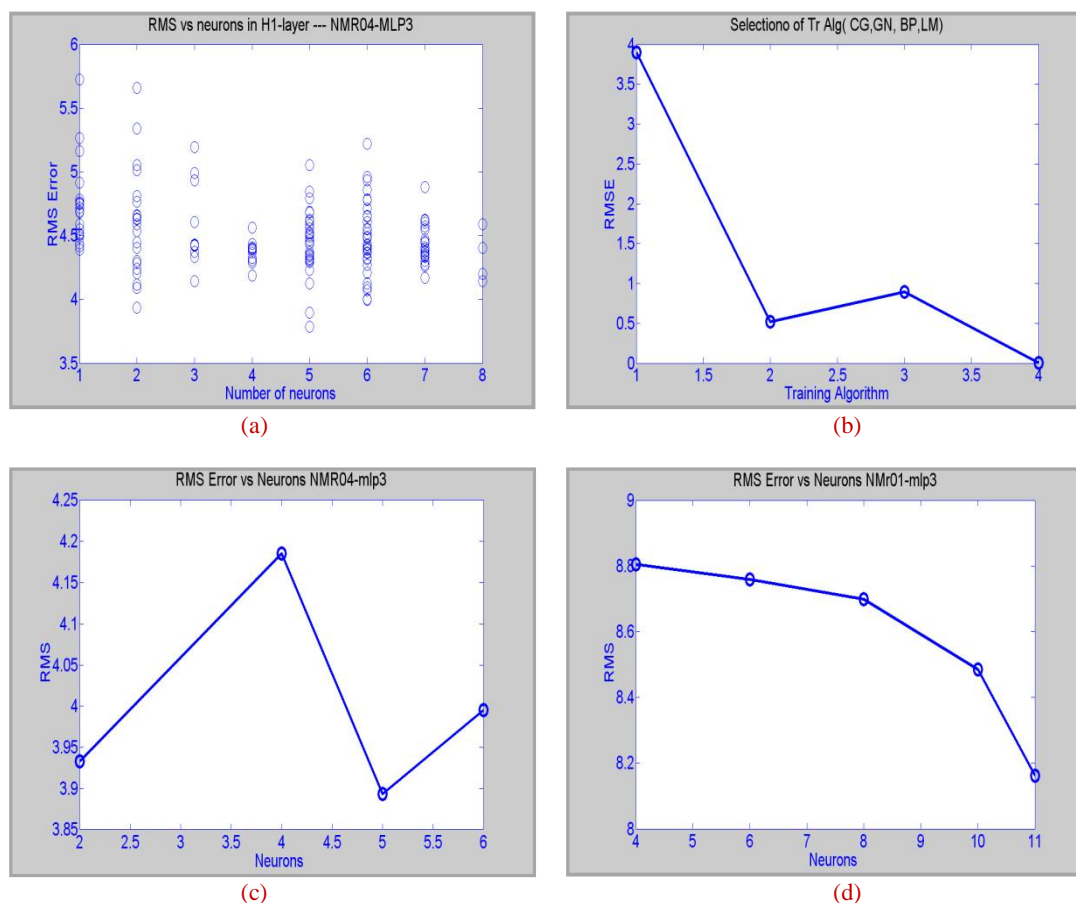 RMS vs neurons in H1-layer --- NMR04-MLP3
6
5.5
5
4.5
4
3.5
RMS Error
1 2 3 4 5 6 7 8
Number of neurons
(a)
Selectiono of Tr Alg( CG,GN, BP,LM)
4
3.5
3
2.5
2
1.5
1
0.5
0
RMSE
1 1.5 2 2.5 3 3.5 4
Training Algorithm
(b)
RMS Error vs Neurons NMR04-mlp3
4.25
4.2
4.15
4.1
4.05
4
3.95
3.9
3.85
RMS
2 2.5 3 3.5 4 4.5 5 5.5 6
Neurons
(c)
RMS Error vs Neurons NMr01-mlp3
9
8.8
8.6
8.4
8.2
8
RMS
4 5 6 7 8 9 10 11
Neurons
(d)